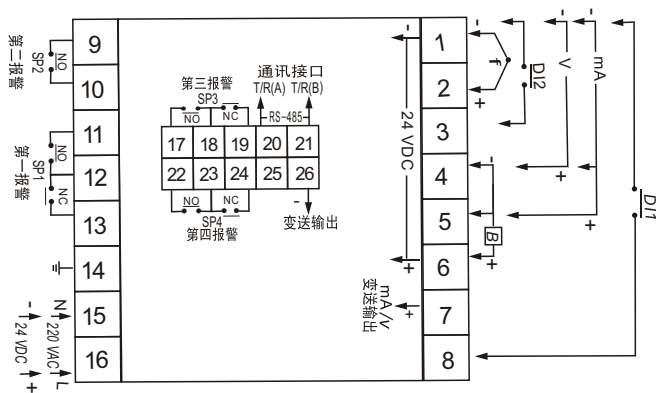 9
10
11
12
13
14
15
16
第二报警
SP2
NO
第一报警
SP1
NO
NC
- 24 VDC +
N 220 VAC L
第三报警
SP3
NO
NC
通讯接口
T/R(A) T/R(B)
RS-485
17 18 19 20 21
22 23 24 25 26
NO
NC
SP4
第四报警
-
变送输出
- 24 VDC +
mA/v
变送输出
+
1
2
3
4
5
6
7
8
- f +
DI2
- V +
- mA +
- B +
DI1